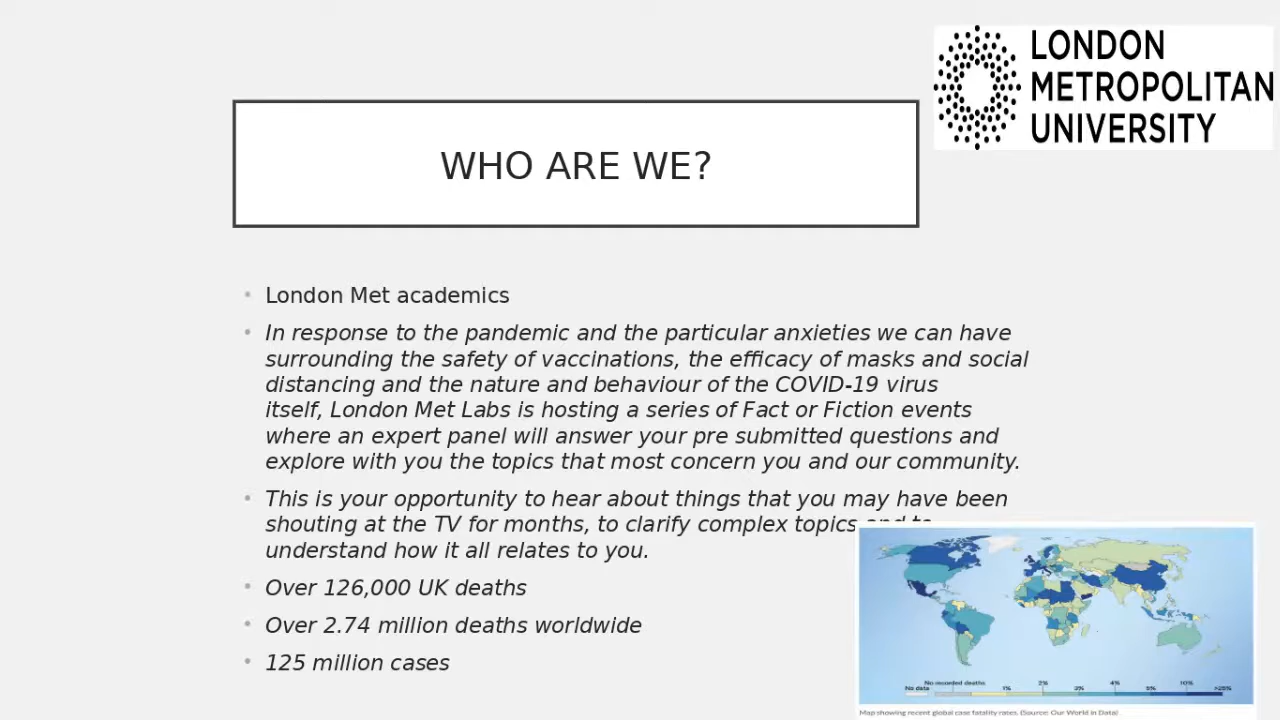 LONDON
METROPOLITAN
UNIVERSITY
WHO ARE WE?
• London Met academics
• In response to the pandemic and the particular anxieties we can have
surrounding the safety of vaccinations, the efficacy of masks and social
distancing and the nature and behaviour of the COVID-19 virus
itself, London Met Labs is hosting a series of Fact or Fiction events
where an expert panel will answer your pre submitted questions and
explore with you the topics that most concern you and our community.
• This is your opportunity to hear about things that you may have been
shouting at the TV for months, to clarify complex topics and to
understand how it all relates to you.
• Over 126,000 UK deaths
• Over 2.74 million deaths worldwide
• 125 million cases
No recorded deaths 2% 4% 10%
No data 1% 3% 5% >25%
Map showing recent global case fatality rates. (Source: Our World in Data)